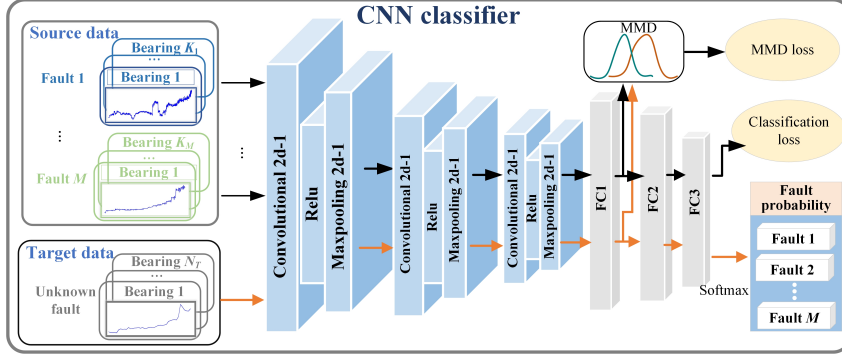 CNN classifier
Source data
Bearing K1
...
Fault 1
Bearing 1
...
Bearing KM
...
Fault M
Bearing 1
Target data
Bearing NT
...
Unknown
fault
Bearing 1
...
Convolutional 2d-1
Relu
Maxpooling 2d-1
Convolutional 2d-1
Relu
Maxpooling 2d-1
Convolutional 2d-1
Relu
Maxpooling 2d-1
FC1
FC2
FC3
MMD
MMD loss
Classification
loss
Softmax
Fault
probability
Fault 1
Fault 2
Fault M